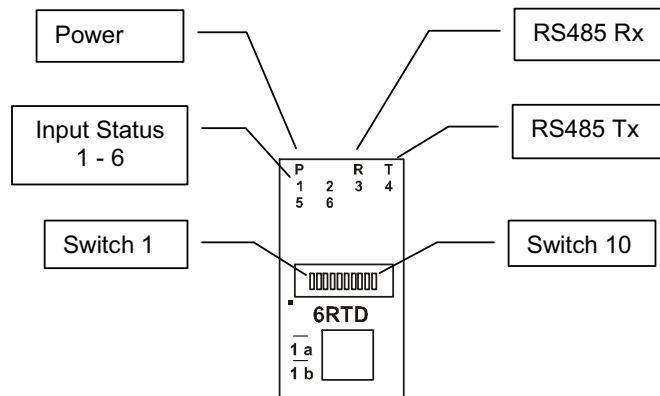 Power
RS485 Rx
Input Status
1 - 6
RS485 Tx
P R T
1 2 3 4
5 6
Switch 1
Switch 10
6RTD
1 a
1 b